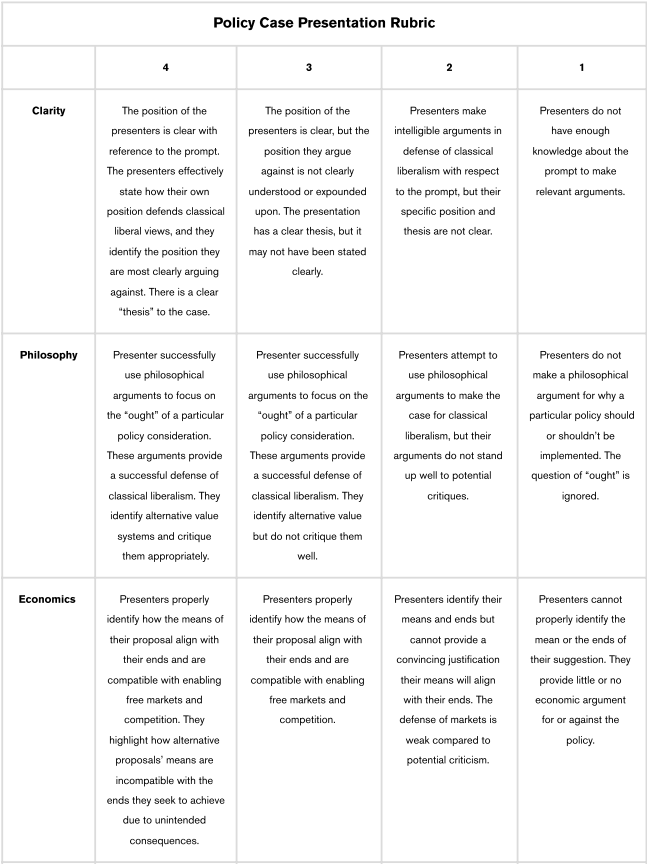 Policy Case Presentation Rubric
4
3
2
1
Clarity
The position of the
presenters is clear with
reference to the prompt.
The presenters effectively
state how their own
position defends classical
liberal views, and they
identify the position they
are most clearly arguing
against. There is a clear
“thesis” to the case.
The position of the
presenters is clear, but the
position they argue
against is not clearly
understood or expounded
upon. The presentation
has a clear thesis, but it
may not have been stated
clearly.
Presenters make
intelligible arguments in
defense of classical
liberalism with respect
to the prompt, but their
specific position and
thesis are not clear.
Presenters do not
have enough
knowledge about the
prompt to make
relevant arguments.
Philosophy
Presenter successfully
use philosophical
arguments to focus on
the “ought” of a particular
policy consideration.
These arguments provide
a successful defense of
classical liberalism. They
identify alternative value
systems and critique
them appropriately.
Presenter successfully
use philosophical
arguments to focus on the
“ought” of a particular
policy consideration.
These arguments provide
a successful defense of
classical liberalism. They
identify alternative value
but do not critique them
well.
Presenters attempt to
use philosophical
arguments to make the
case for classical
liberalism, but their
arguments do not stand
up well to potential
critiques.
Presenters do not
make a philosophical
argument for why a
particular policy should
or shouldn’t be
implemented. The
question of “ought” is
ignored.
Economics
Presenters properly
identify how the means of
their proposal align with
their ends and are
compatible with enabling
free markets and
competition. They
highlight how alternative
proposals’ means are
incompatible with the
ends they seek to achieve
due to unintended
consequences.
Presenters properly
identify how the means of
their proposal align with
their ends and are
compatible with enabling
free markets and
competition.
Presenters identify their
means and ends but
cannot provide a
convincing justification
their means will align
with their ends. The
defense of markets is
weak compared to
potential criticism.
Presenters cannot
properly identify the
mean or the ends of
their suggestion. They
provide little or no
economic argument
for or against the
policy.